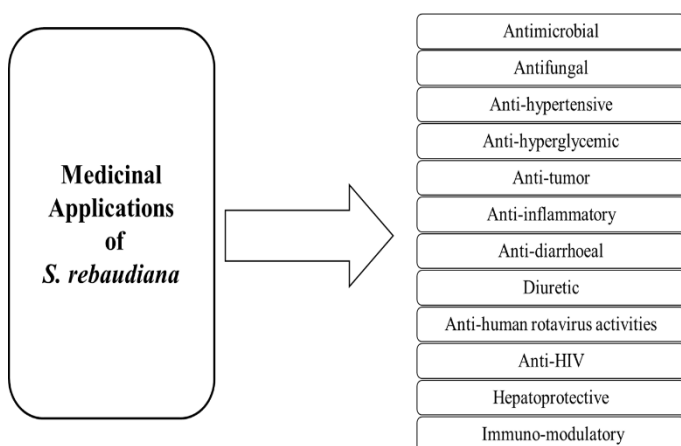 Medicinal
Applications
of
S. rebaudiana
Antimicrobial
Antifungal
Anti-hypertensive
Anti-hyperglycemic
Anti-tumor
Anti-inflammatory
Anti-diarrhoeal
Diuretic
Anti-human rotavirus activities
Anti-HIV
Hepatoprotective
Immuno-modulatory